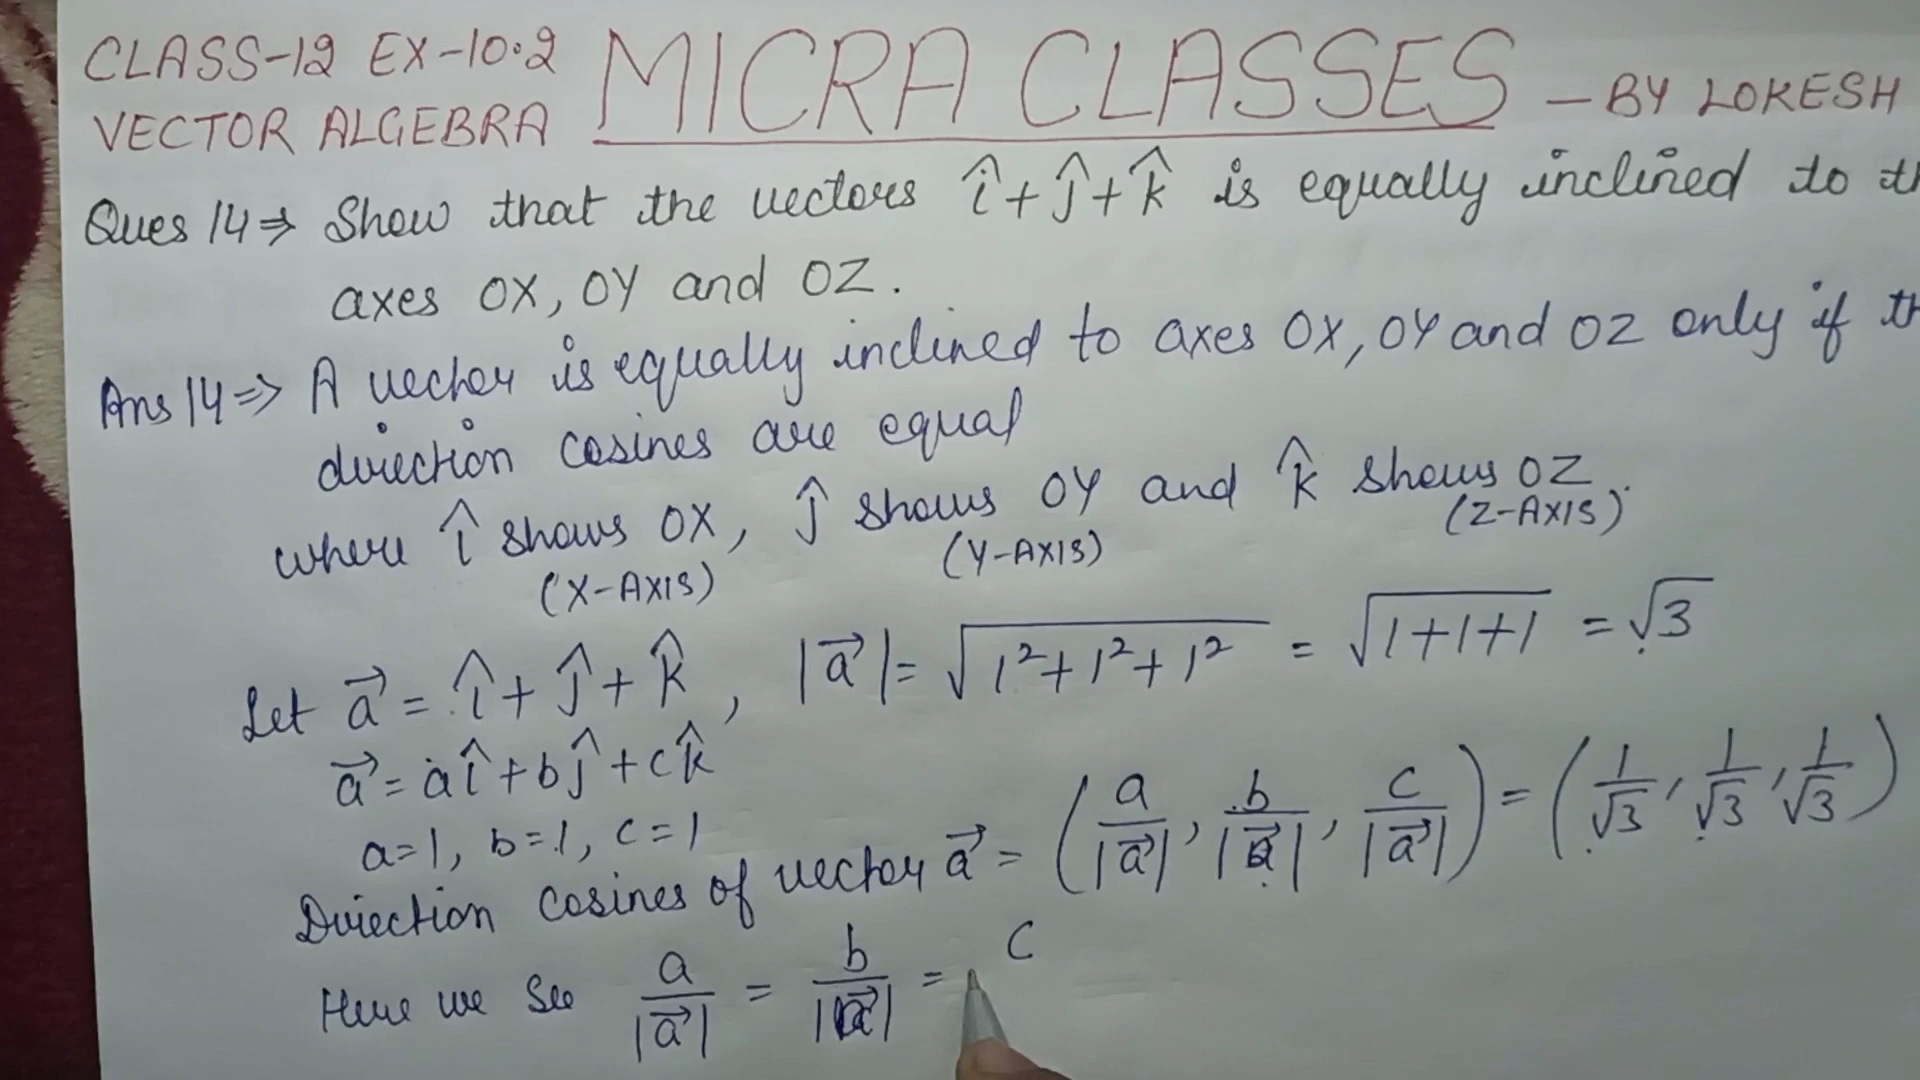 CLASS-12 EX-10.2 MICRA CLASSES - BY LOKESH
VECTOR ALGEBRA
Ques 14⇒ Show that the vectors î+ĵ+k̂ is equally inclined to th
axes OX, OY and OZ.
Ans 14⇒ A vector is equally inclined to axes OX, OY and OZ only if th
direction cosines are equal
where î shows OX, ĵ shows OY and k̂ shows OZ.
(X-AXIS) (Y-AXIS) (Z-AXIS)
Let a⃗ = î+ĵ+k̂, |a⃗| = √(1²+1²+1²) = √(1+1+1) = √3
a⃗ = aî+bĵ+ck̂
a=1, b=1, c=1
Direction cosines of vector a⃗ = (a/|a⃗|, b/|a⃗|, c/|a⃗|) = (1/√3, 1/√3, 1/√3)
Here we see a/|a⃗| = b/|a⃗| = c